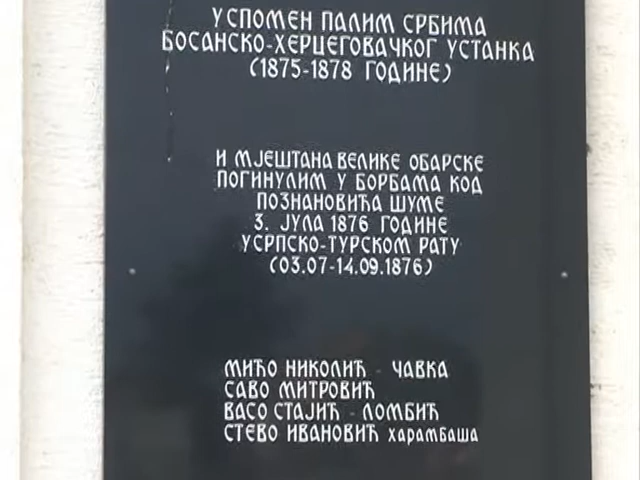 УСПОМЕН ПАЛИМ СРБИМА
БОСАНСКО-ХЕРЦЕГОВАЧКОГ УСТАНКА
(1875-1878 ГОДИНЕ)
И МЈЕШТАНА ВЕЛИКЕ ОБАРСКЕ
ПОГИНУЛИМ У БОРБАМА КОД
ПОЗНАНОВИЋА ШУМЕ
3. ЈУЛА 1876 ГОДИНЕ
УСРПСКО-ТУРСКОМ РАТУ
(03.07-14.09.1876)
МИЋО НИКОЛИЋ - ЧАВКА
САВО МИТРОВИЋ
ВАСО СТАЈИЋ - ЛОМБИЋ
СТЕВО ИВАНОВИЋ харамбаша